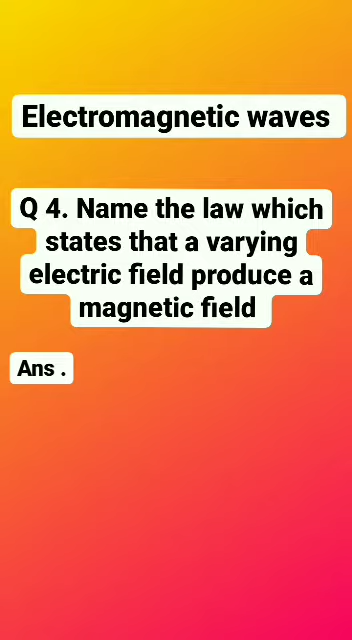 Electromagnetic waves
Q 4. Name the law which
states that a varying
electric field produce a
magnetic field
Ans .